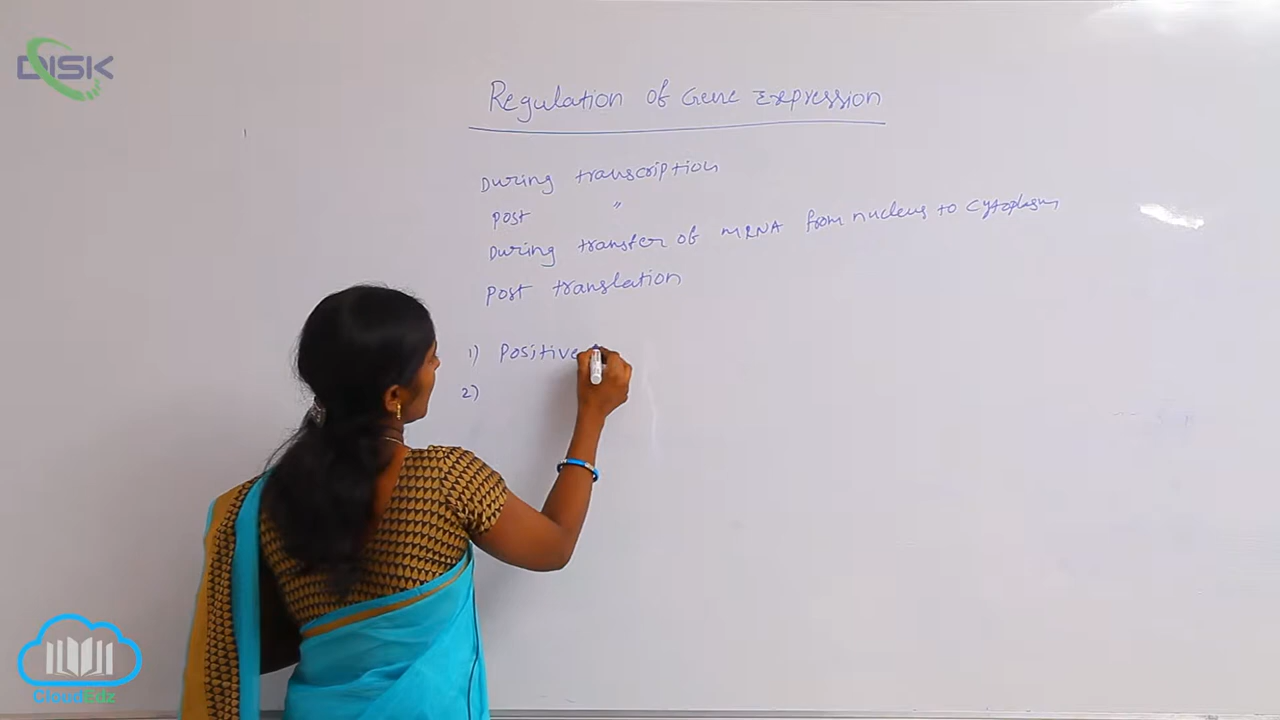 DISK
Regulation of Gene Expression
During transcription
post "
During transfer of mRNA from nucleus to cytoplasm
Post translation
1) Positive
2)
CloudEdz